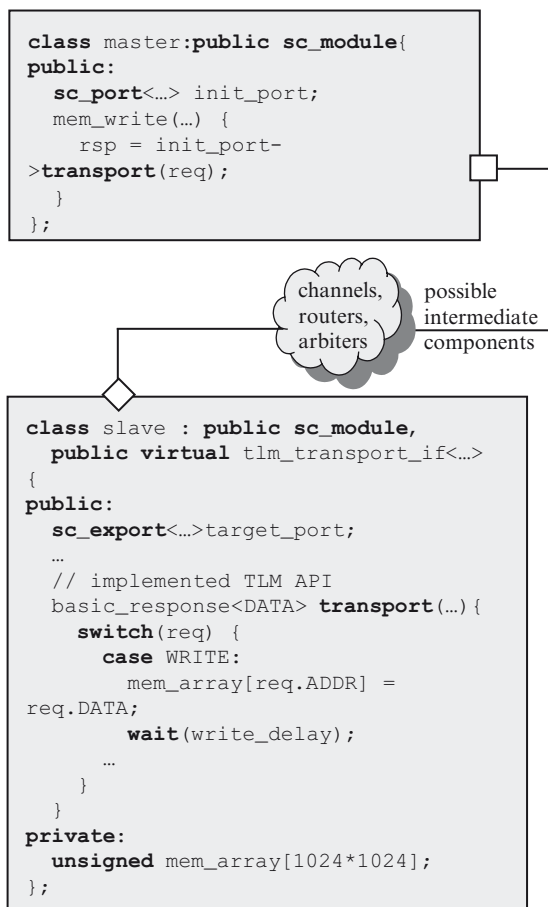 class master:public sc_module{
public:
  sc_port<…> init_port;
  mem_write(…) {
    rsp = init_port-
>transport(req);
  }
};
channels,
routers,
arbiters
possible
intermediate
components
class slave : public sc_module,
  public virtual tlm_transport_if<…>
{
public:
  sc_export<…>target_port;
  …
  // implemented TLM API
  basic_response<DATA> transport(…){
    switch(req) {
      case WRITE:
        mem_array[req.ADDR] =
req.DATA;
        wait(write_delay);
      …
    }
  }
private:
  unsigned mem_array[1024*1024];
};